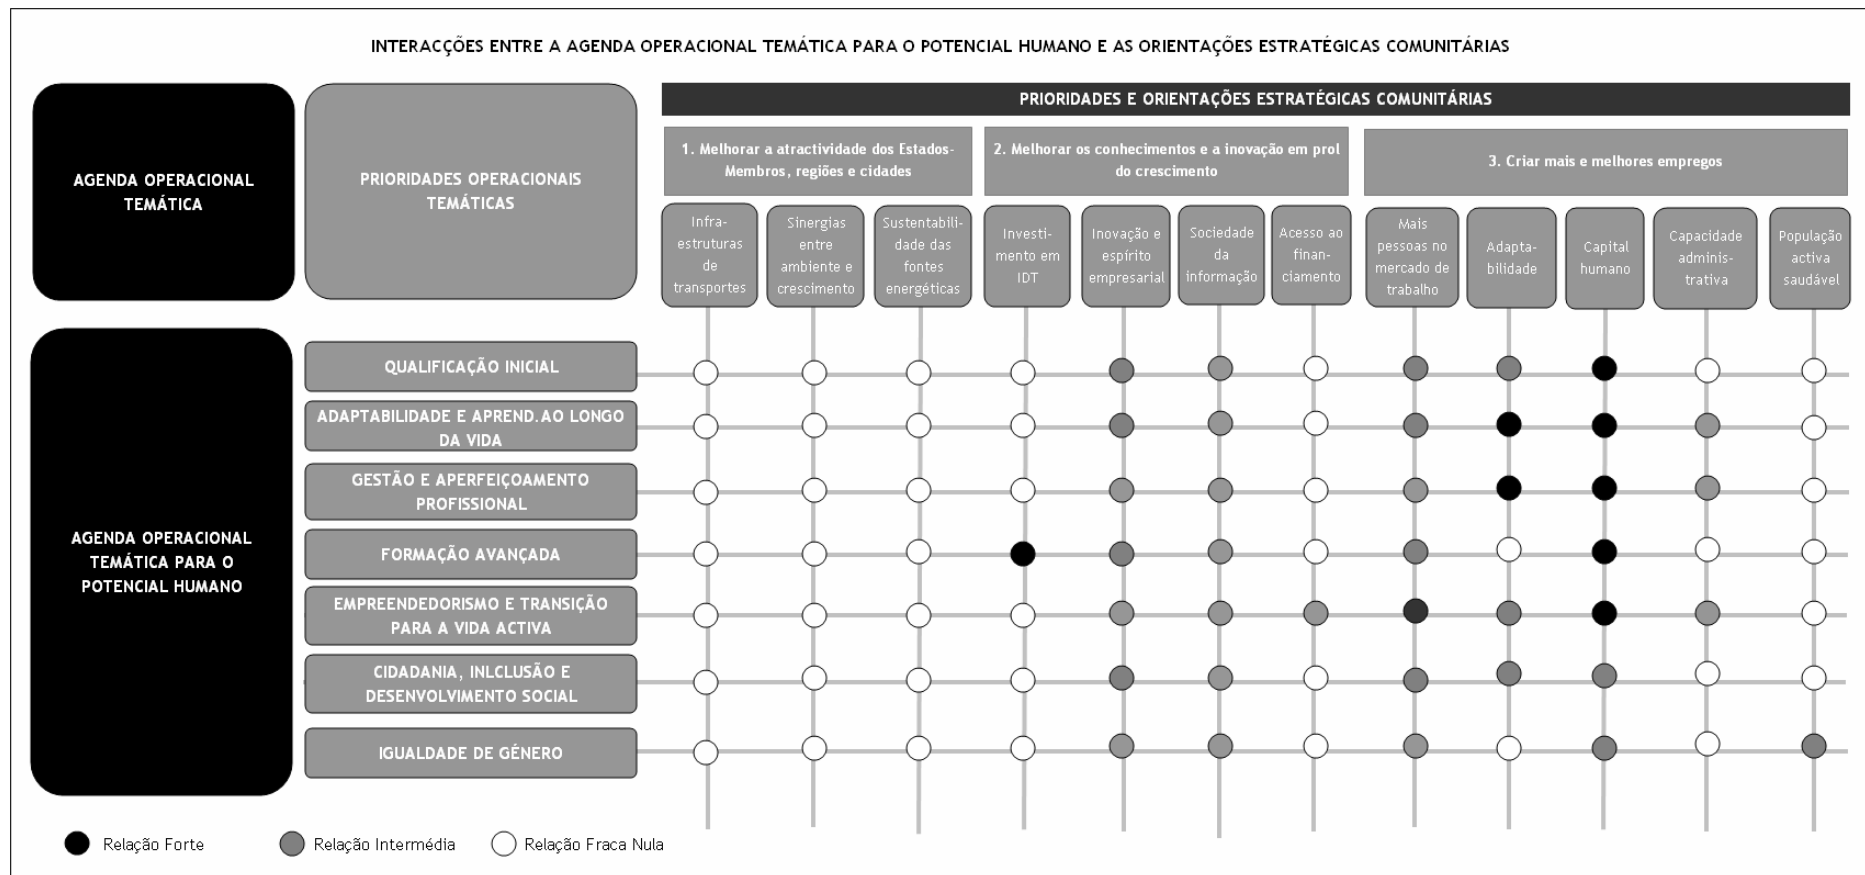 INTERACÇÕES ENTRE A AGENDA OPERACIONAL TEMÁTICA PARA O POTENCIAL HUMANO E AS ORIENTAÇÕES ESTRATÉGICAS COMUNITÁRIAS
AGENDA OPERACIONAL
TEMÁTICA
PRIORIDADES OPERACIONAIS
TEMÁTICAS
PRIORIDADES E ORIENTAÇÕES ESTRATÉGICAS COMUNITÁRIAS
1. Melhorar a atractividade dos Estados-
Membros, regiões e cidades
2. Melhorar os conhecimentos e a inovação em prol
do crescimento
3. Criar mais e melhores empregos
Infra-
estruturas
de
transportes
Sinergias
entre
ambiente e
crescimento
Sustentabili-
dade das
fontes
energéticas
Investi-
mento em
IDT
Inovação e
espírito
empresarial
Sociedade
da
informação
Acesso ao
finan-
ciamento
Mais
pessoas no
mercado de
trabalho
Adapta-
bilidade
Capital
humano
Capacidade
adminis-
trativa
População
activa
saudável
AGENDA OPERACIONAL
TEMÁTICA PARA O
POTENCIAL HUMANO
QUALIFICAÇÃO INICIAL
ADAPTABILIDADE E APREND.AO LONGO
DA VIDA
GESTÃO E APERFEIÇOAMENTO
PROFISSIONAL
FORMAÇÃO AVANÇADA
EMPREENDEDORISMO E TRANSIÇÃO
PARA A VIDA ACTIVA
CIDADANIA, INLCLUSÃO E
DESENVOLVIMENTO SOCIAL
IGUALDADE DE GÉNERO
Relação Forte
Relação Intermédia
Relação Fraca Nula